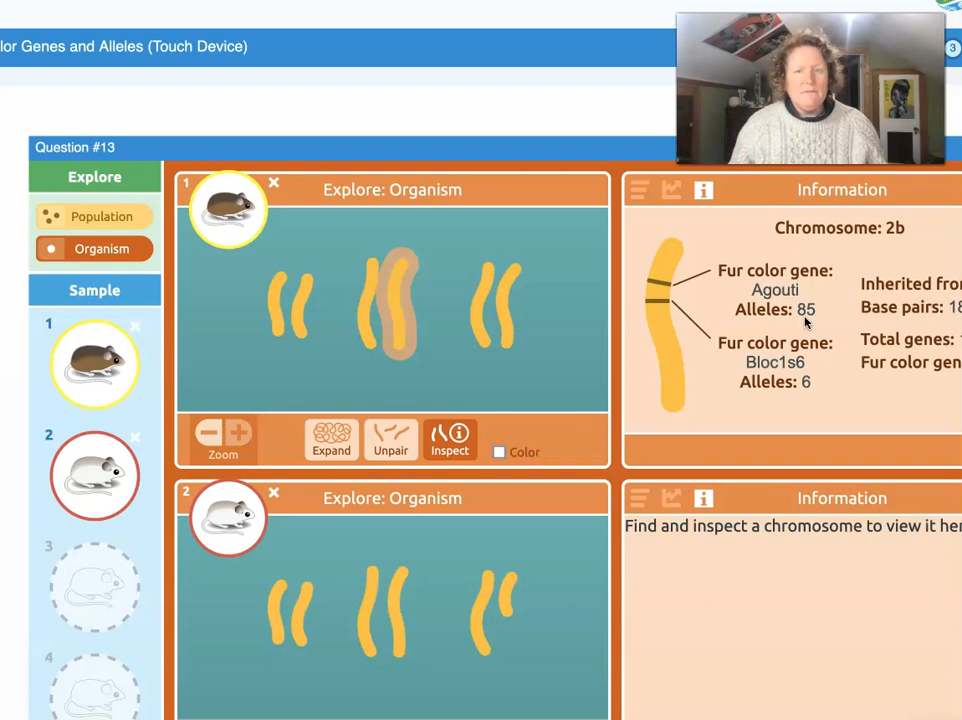 lor Genes and Alleles (Touch Device)
3
Question #13
Explore
Population
Organism
Sample
1
2
3
4
1
Explore: Organism
Zoom
Expand
Unpair
Inspect
Color
Information
Chromosome: 2b
Fur color gene:
Agouti
Alleles: 85
Fur color gene:
Bloc1s6
Alleles: 6
Inherited from
Base pairs: 18
Total genes: 1
Fur color gen
2
Explore: Organism
Information
Find and inspect a chromosome to view it her